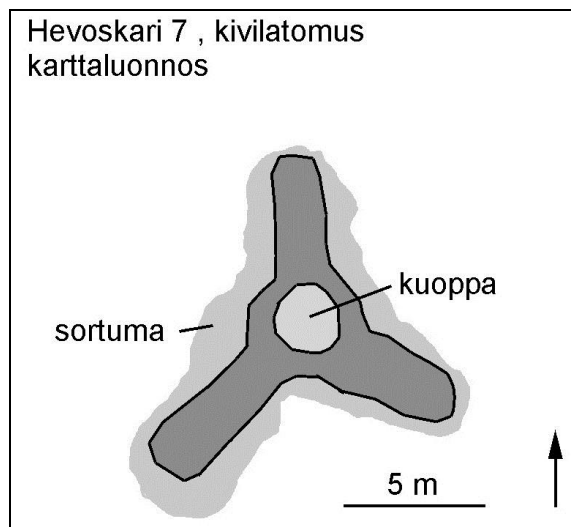 Hevoskari 7 , kivilatomus
karttaluonnos
kuoppa
sortuma
5 m